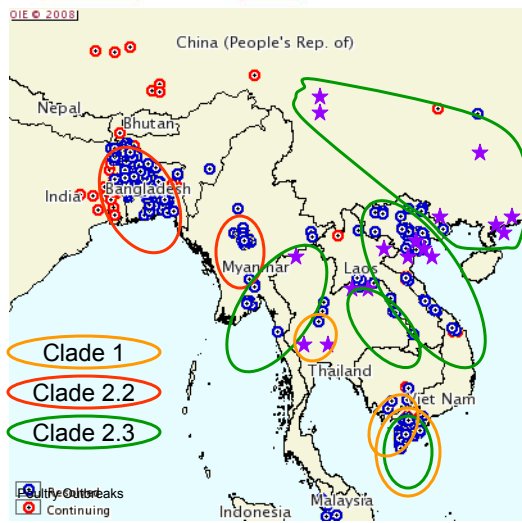 OIE © 2008
China (People's Rep. of)
Nepal
Bhutan
India
Bangladesh
Myanmar
Laos
Thailand
Viet Nam
Clade 1
Clade 2.2
Clade 2.3
Poultry Outbreaks
Resolved
Continuing
Indonesia
Malaysia